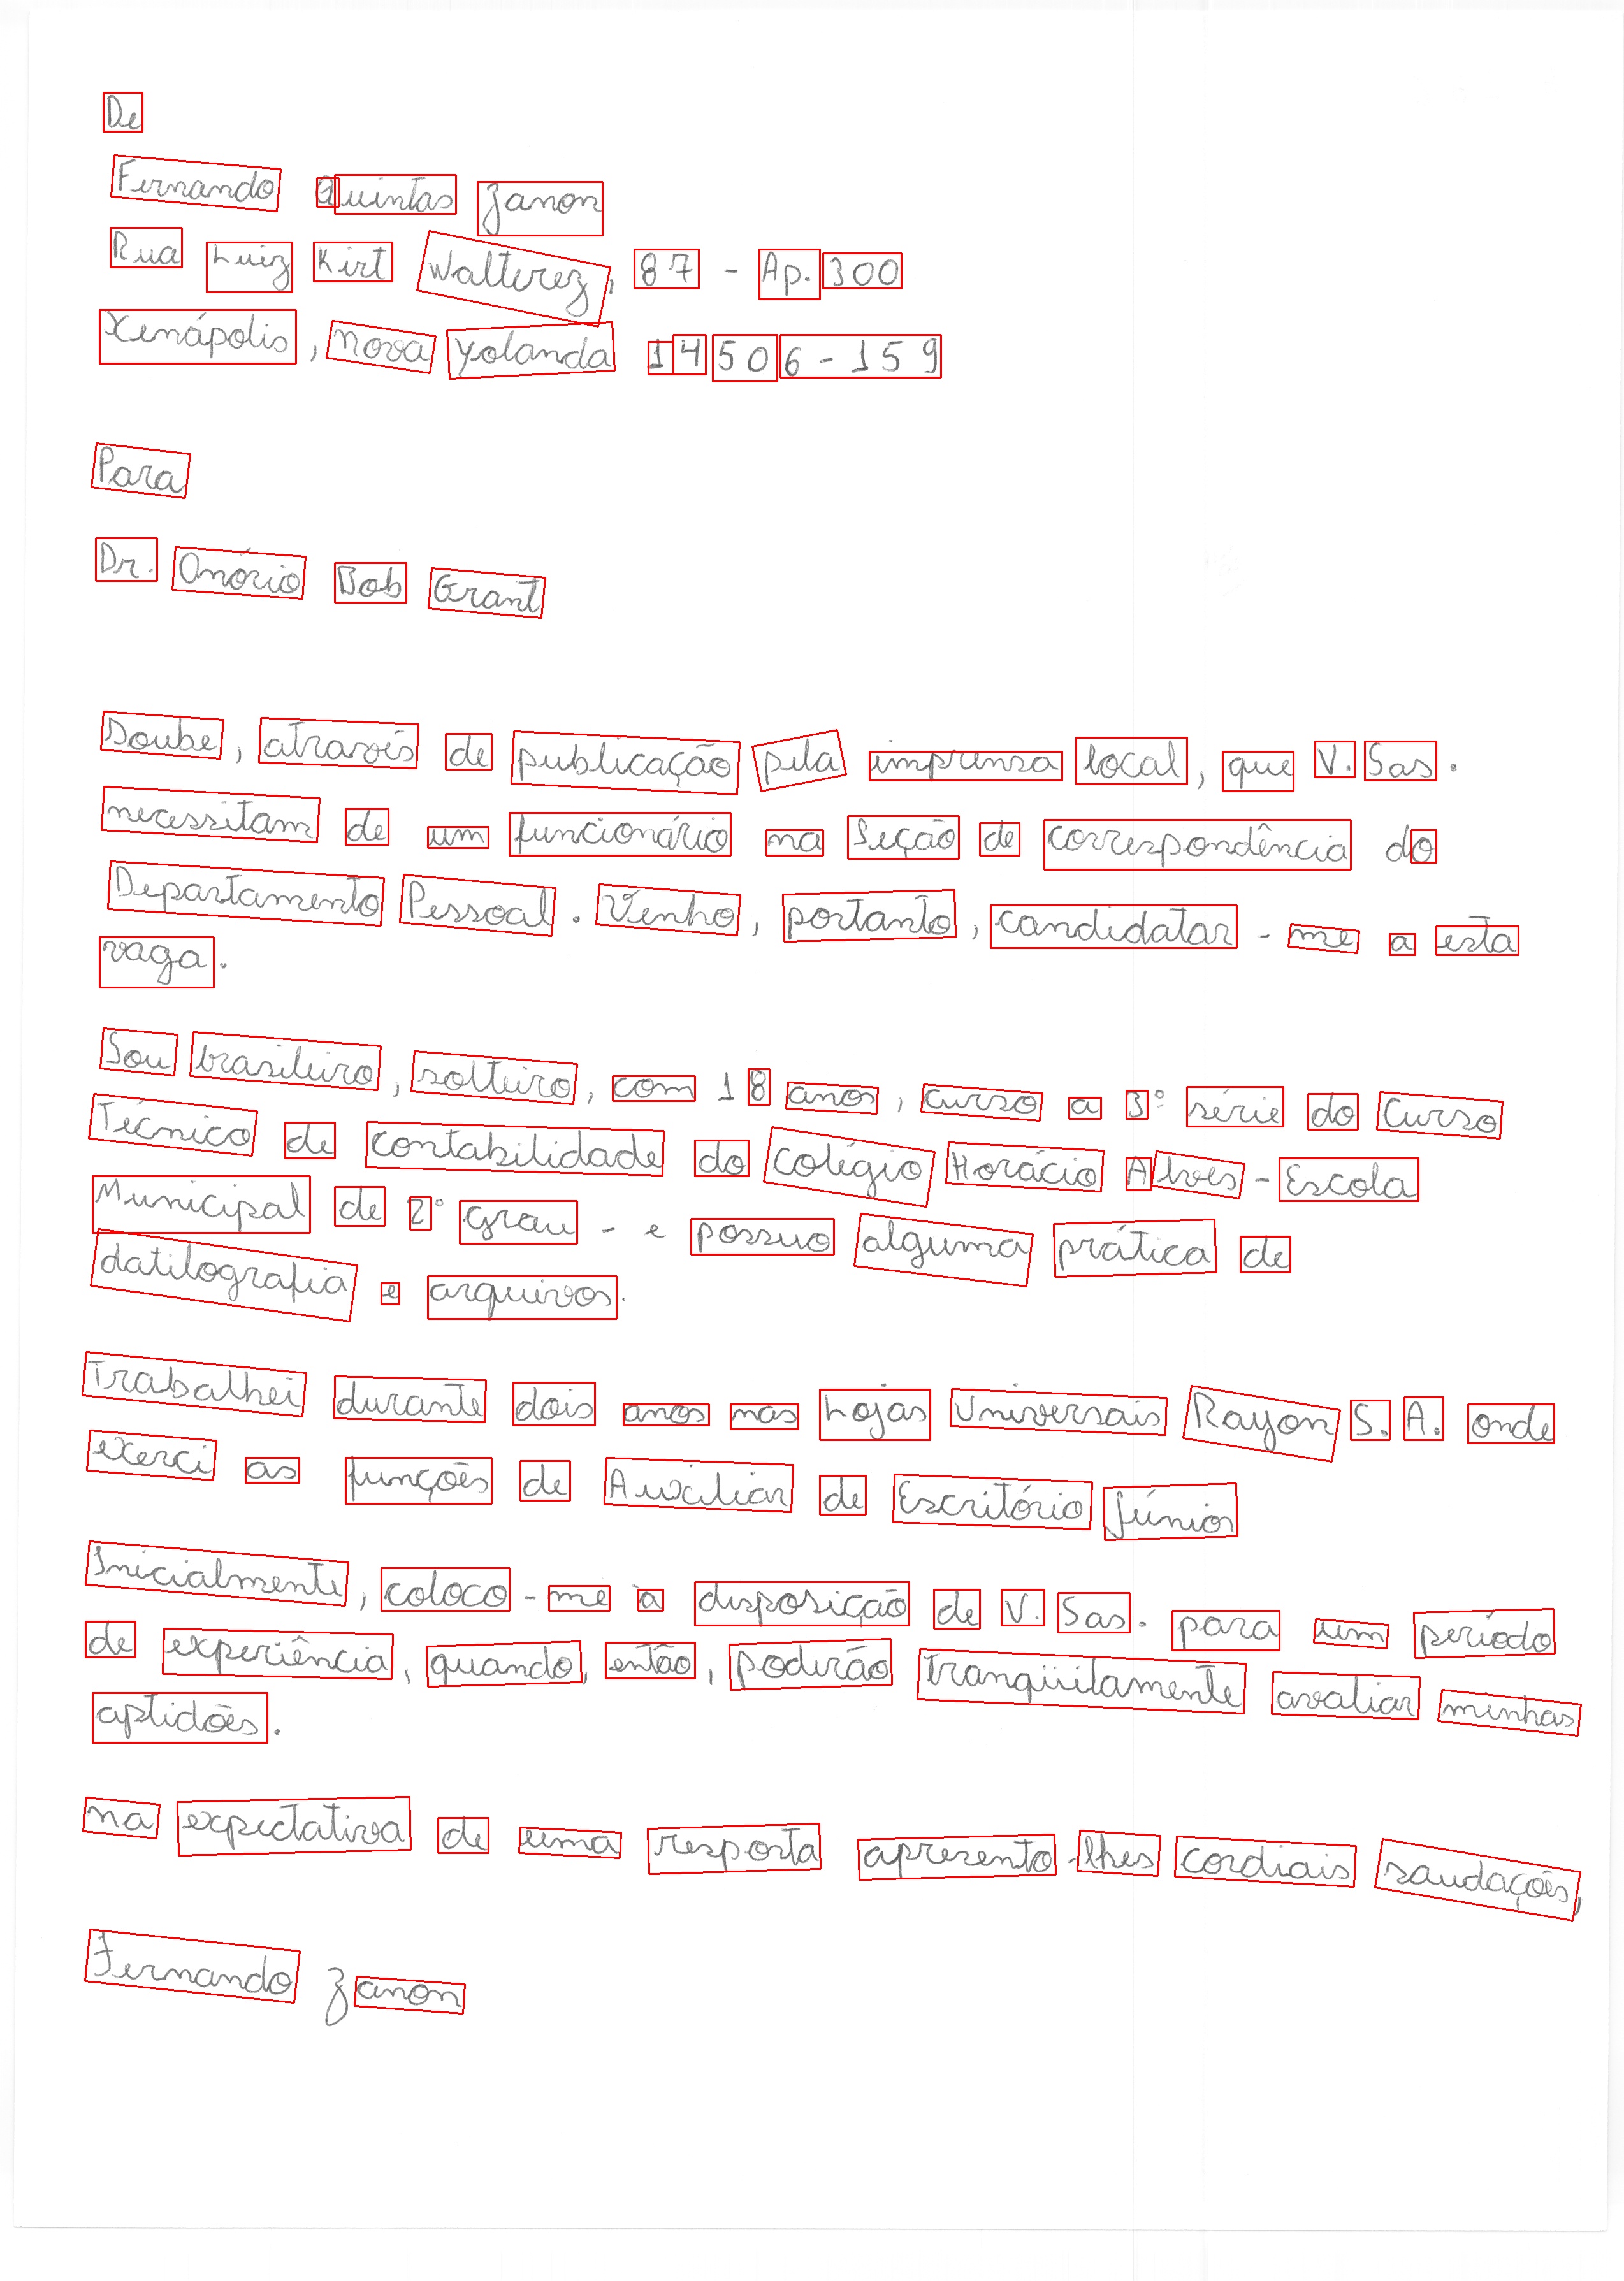 De
Fernando Quintas Zanon
Rua Luiz Kirt Walterez, 87 - Ap. 300
Xenápolis, Nova Yolanda 14506-159
Para
Dr. Onório Bob Grant
Soube, através de publicação pela imprensa local, que V. Sas.
necessitam de um funcionário na Seção de correspondência do
Departamento Pessoal. Venho, portanto, candidatar-me a esta
vaga.
Sou brasileiro, solteiro, com 18 anos, curso a 3º série do Curso
Técnico de contabilidade do colégio Horácio Alves - Escola
Municipal de 2º Grau - e possuo alguma prática de
datilografia e arquivos.
Trabalhei durante dois anos nas Lojas Universais Rayon S. A. onde
exerci as funções de Auxiliar de Escritório Júnior
Inicialmente, coloco-me à disposição de V. Sas. para um período
de experiência, quando, então, poderão tranqüilamente avaliar minhas
aptidões.
Na expectativa de uma resposta apresento-lhes cordiais saudações,
Fernando Zanon